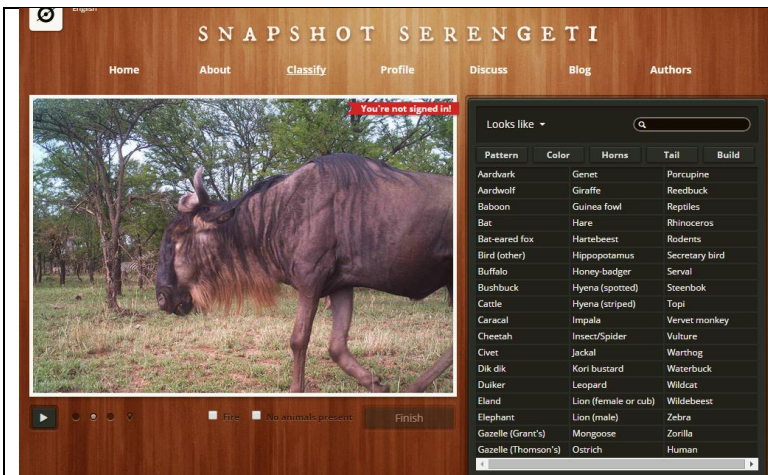 English
SNAPSHOT SERENGETI
Home About Classify Profile Discuss Blog Authors
You're not signed in!
Looks like
Pattern Color Horns Tail Build
Aardvark Genet Porcupine
Aardwolf Giraffe Reedbuck
Baboon Guinea fowl Reptiles
Bat Hare Rhinoceros
Bat-eared fox Hartebeest Rodents
Bird (other) Hippopotamus Secretary bird
Buffalo Honey-badger Serval
Bushbuck Hyena (spotted) Steenbok
Cattle Hyena (striped) Topi
Caracal Impala Vervet monkey
Cheetah Insect/Spider Vulture
Civet Jackal Warthog
Dik dik Kori bustard Waterbuck
Duiker Leopard Wildcat
Eland Lion (female or cub) Wildebeest
Elephant Lion (male) Zebra
Gazelle (Grant's) Mongoose Zorilla
Gazelle (Thomson's) Ostrich Human
Fire No animals present Finish